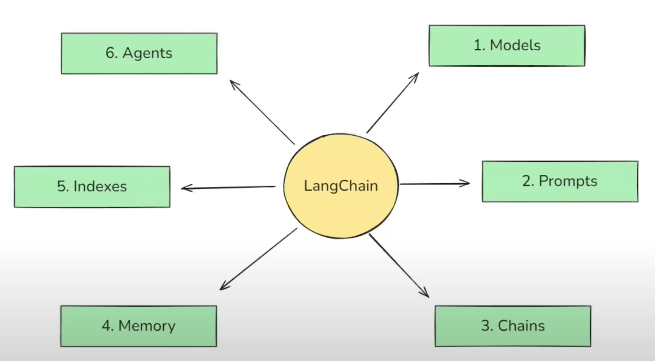 6. Agents
1. Models
5. Indexes
LangChain
2. Prompts
4. Memory
3. Chains